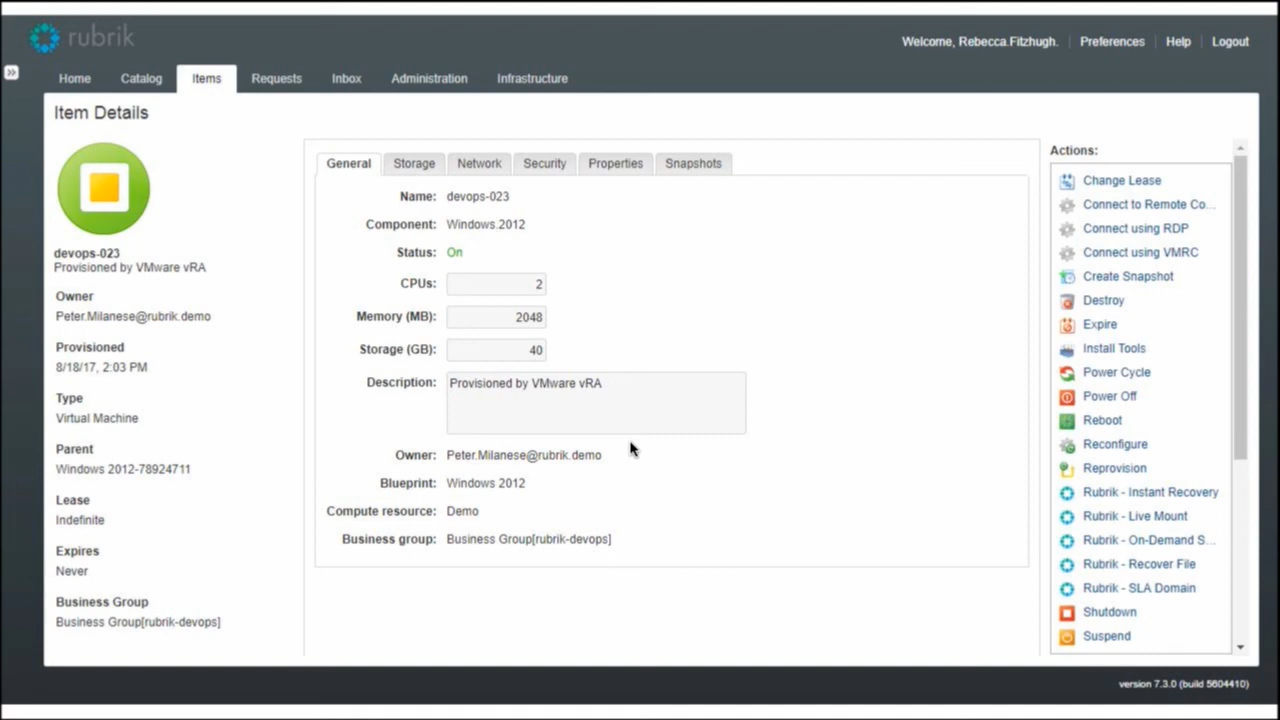 rubrik
Welcome, Rebecca.Fitzhugh. Preferences Help Logout
Home Catalog Items Requests Inbox Administration Infrastructure
Item Details
devops-023
Provisioned by VMware vRA
Owner
Peter.Milanese@rubrik.demo
Provisioned
8/18/17, 2:03 PM
Type
Virtual Machine
Parent
Windows 2012-78924711
Lease
Indefinite
Expires
Never
Business Group
Business Group[rubrik-devops]
General Storage Network Security Properties Snapshots
Name: devops-023
Component: Windows.2012
Status: On
CPUs: 2
Memory (MB): 2048
Storage (GB): 40
Description: Provisioned by VMware vRA
Owner: Peter.Milanese@rubrik.demo
Blueprint: Windows 2012
Compute resource: Demo
Business group: Business Group[rubrik-devops]
Actions:
Change Lease
Connect to Remote Co...
Connect using RDP
Connect using VMRC
Create Snapshot
Destroy
Expire
Install Tools
Power Cycle
Power Off
Reboot
Reconfigure
Reprovision
Rubrik - Instant Recovery
Rubrik - Live Mount
Rubrik - On-Demand S...
Rubrik - Recover File
Rubrik - SLA Domain
Shutdown
Suspend
version 7.3.0 (build 5604410)